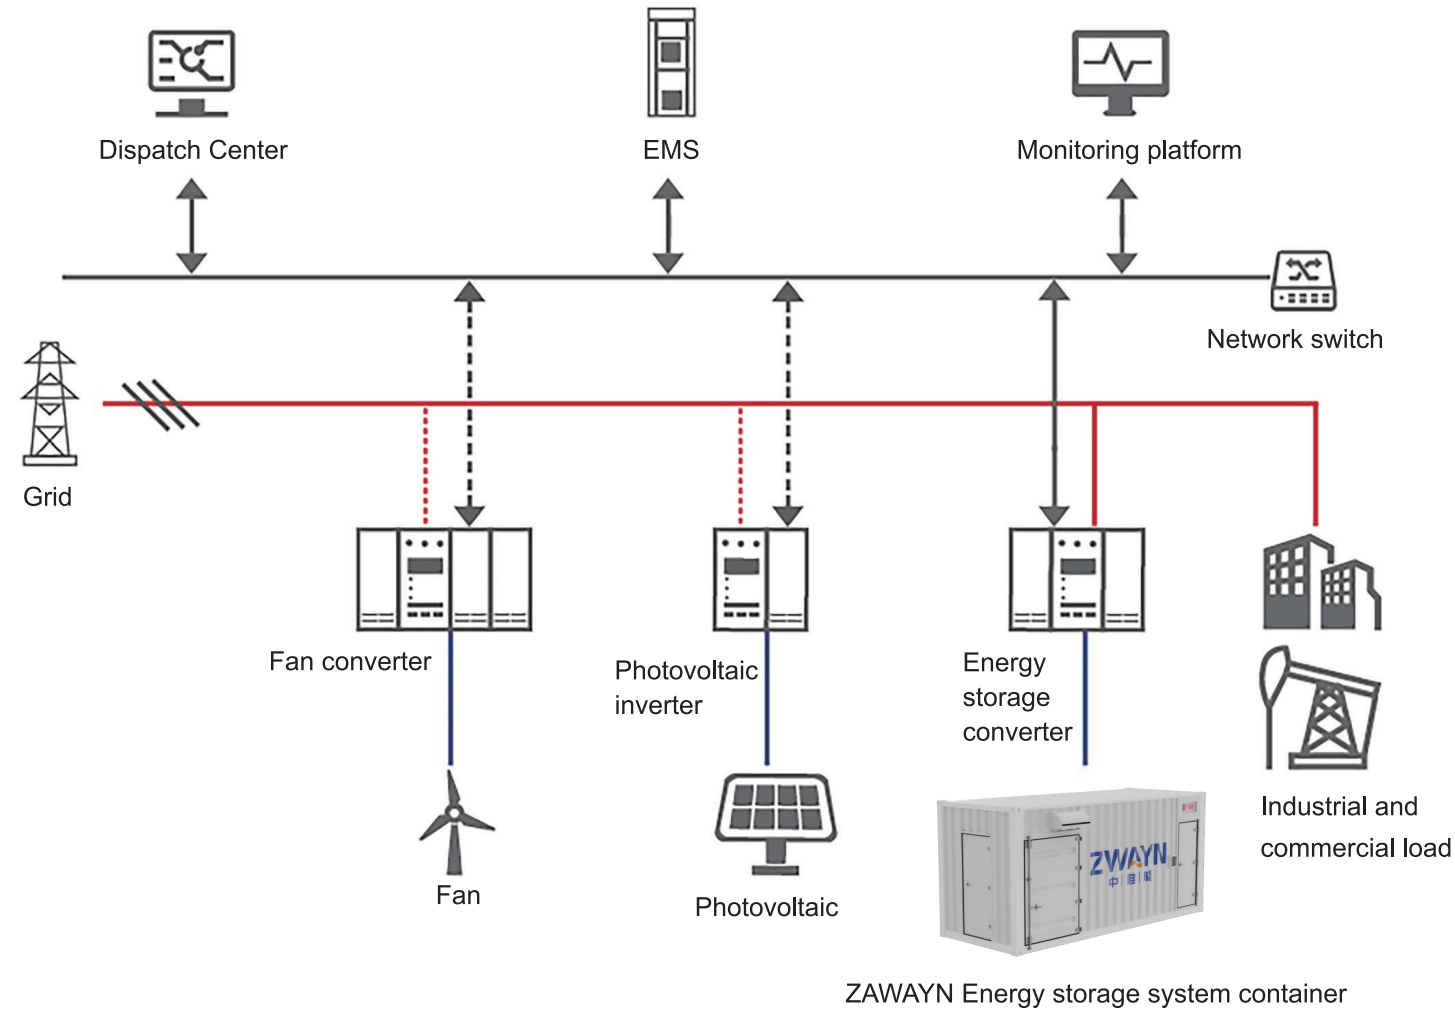 Dispatch Center
EMS
Monitoring platform
Network switch
Grid
Fan converter
Photovoltaic
inverter
Energy
storage
converter
Industrial and
commercial load
Fan
Photovoltaic
ZWAYN
ZAWAYN Energy storage system container